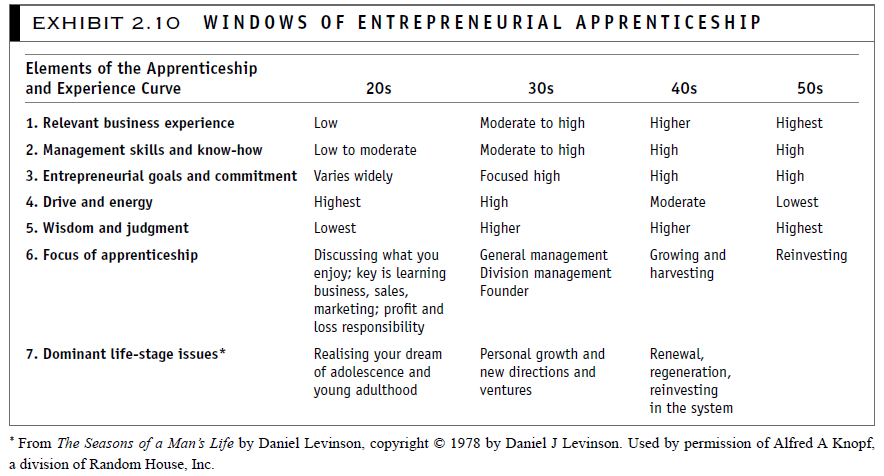 EXHIBIT 2.10 WINDOWS OF ENTREPRENEURIAL APPRENTICESHIP
Elements of the Apprenticeship
and Experience Curve 20s 30s 40s 50s
1. Relevant business experience Low Moderate to high Higher Highest
2. Management skills and know-how Low to moderate Moderate to high High High
3. Entrepreneurial goals and commitment Varies widely Focused high High High
4. Drive and energy Highest High Moderate Lowest
5. Wisdom and judgment Lowest Higher Higher Highest
6. Focus of apprenticeship Discussing what you General management Growing and Reinvesting
enjoy; key is learning Division management harvesting
business, sales, Founder
marketing; profit and
loss responsibility
7. Dominant life-stage issues* Realising your dream Personal growth and Renewal,
of adolescence and new directions and regeneration,
young adulthood ventures reinvesting
in the system
* From The Seasons of a Man's Life by Daniel Levinson, copyright © 1978 by Daniel J Levinson. Used by permission of Alfred A Knopf,
a division of Random House, Inc.